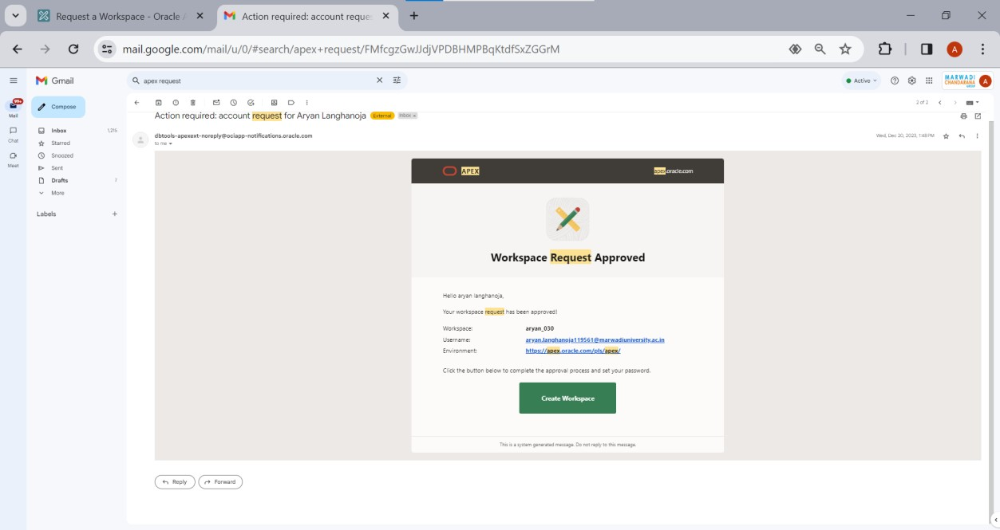 Request a Workspace - Oracle A
Action required: account reques
mail.google.com/mail/u/0/#search/apex+request/FMfcgzGwJJdjVPDBHMPBqKtdfSxZGGrM
A
Gmail
apex request
Active
MARWADI
CHANDARANA
GROUP
A
99+
Mail
Compose
2 of 2
Action required: account request for Aryan Langhanoja External Inbox x
Inbox 1,215
Chat
Starred
dbtools-apexext-noreply@ociapp-notifications.oracle.com
Wed, Dec 20, 2023, 1:48 PM
to me
Snoozed
Meet
Sent
Drafts 7
More
Labels +
APEX
apex.oracle.com
Workspace Request Approved
Hello aryan langhanoja,
Your workspace request has been approved!
Workspace: aryan_030
Username: aryan.langhanoja119561@marwadiuniversity.ac.in
Environment: https://apex.oracle.com/pls/apex/
Click the button below to complete the approval process and set your password.
Create Workspace
This is a system generated message. Do not reply to this message.
Reply
Forward